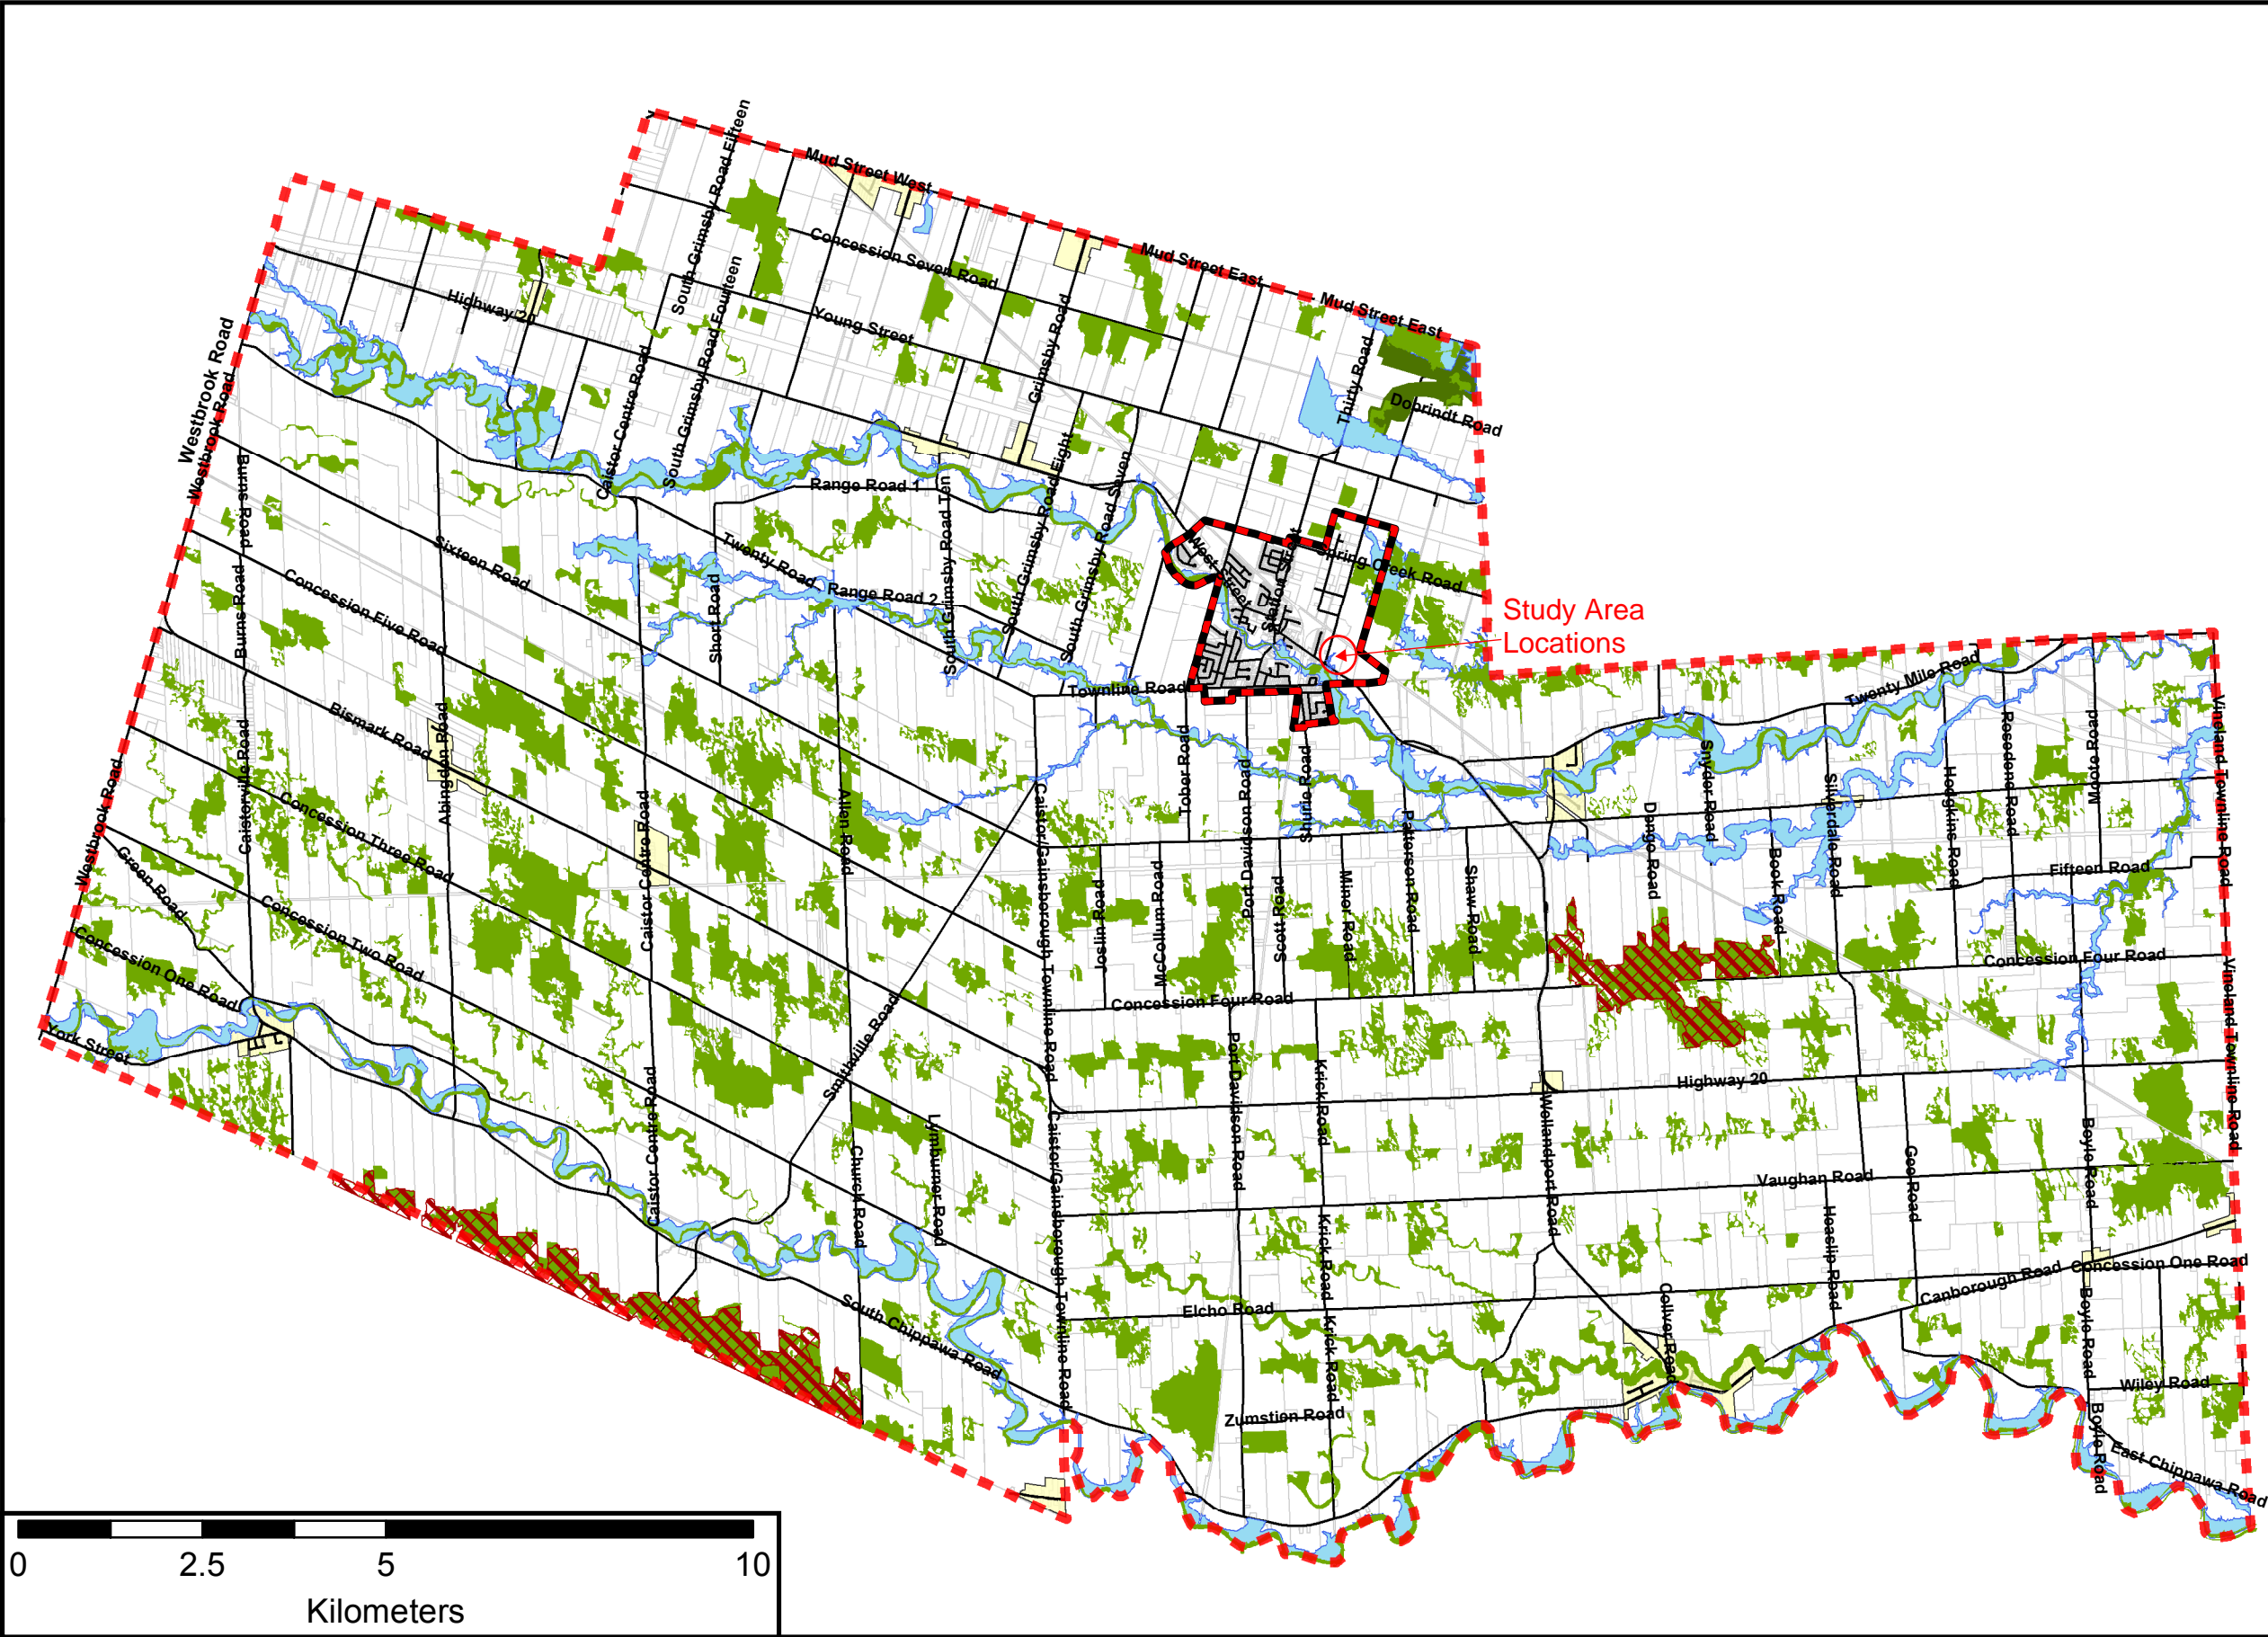 South Grimsby Road Fifteen
Mud Street West
Concession Seven Road
Mud Street East
Mud Street East
Highway 20
South Grimsby Road Fourteen
Young Street
Grimsby Road
Thirty Road
Dobrindt Road
Westbrook Road
Westbrook Road
Westbrook Road
Caistor Centre Road
Burns Road
Range Road 1
South Grimsby Road Ten
South Grimsby Road Eight
South Grimsby Road Seven
Sixteen Road
Twenty Road
Range Road 2
Short Road
West Street
Station Street
Spring Creek Road
Study Area
Locations
Concession Five Road
Burns Road
Townline Road
Twenty Mile Road
Bismark Road
Abingdon Road
Caistorville Road
Tober Road
Port Davidson Road
Shurie Road
Snyder Road
Silverdale Road
Hodgkins Road
Rosedene Road
Moote Road
Vineland Townline Road
Westbrook Road
Green Road
Concession Three Road
Caistor Centre Road
Allen Road
Caistor/Gainsborough Townline Road
Joslin Road
McCollum Road
Scott Road
Miner Road
Patterson Road
Shaw Road
Dengo Road
Book Road
Fifteen Road
Concession Two Road
Concession One Road
York Street
Smithville Road
Concession Four Road
Concession Four Road
Vineland Townline Road
Port Davidson Road
Krick Road
Highway 20
Wellandport Road
Caistor Centre Road
Church Road
Lymburner Road
Caistor/Gainsborough Townline Road
Vaughan Road
Gee Road
Boyle Road
Heaslip Road
Krick Road
Elcho Road
Krick Road
Collver Road
Canborough Road
Concession One Road
Boyle Road
South Chippawa Road
Zumstion Road
Wiley Road
Boyle Road
East Chippawa Road
0 2.5 5 10
Kilometers